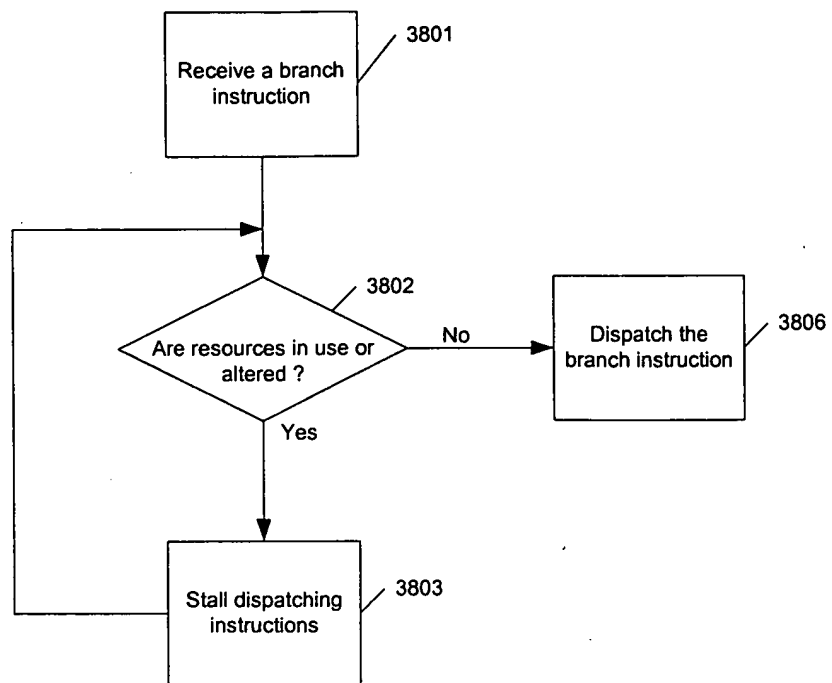 3801
Receive a branch
instruction
3802
Are resources in use or
altered ?
No
Dispatch the
branch instruction
3806
Yes
3803
Stall dispatching
instructions